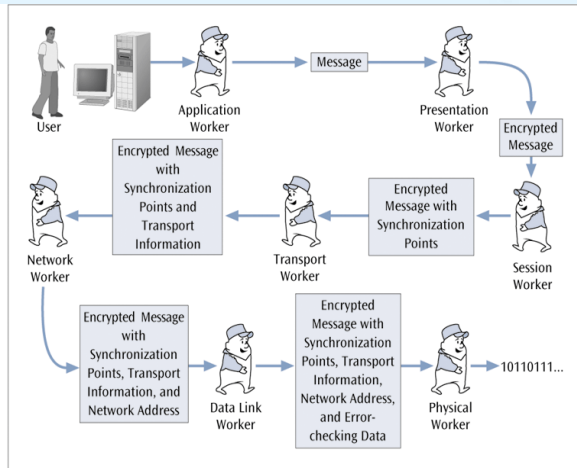 User
Application
Worker
Message
Presentation
Worker
Encrypted
Message
Session
Worker
Encrypted
Message with
Synchronization
Points
Transport
Worker
Encrypted Message
with
Synchronization
Points and
Transport
Information
Network
Worker
Encrypted Message
with
Synchronization
Points, Transport
Information, and
Network Address
Data Link
Worker
Encrypted
Message with
Synchronization
Points, Transport
Information,
Network Address,
and Error-
checking Data
Physical
Worker
10110111...